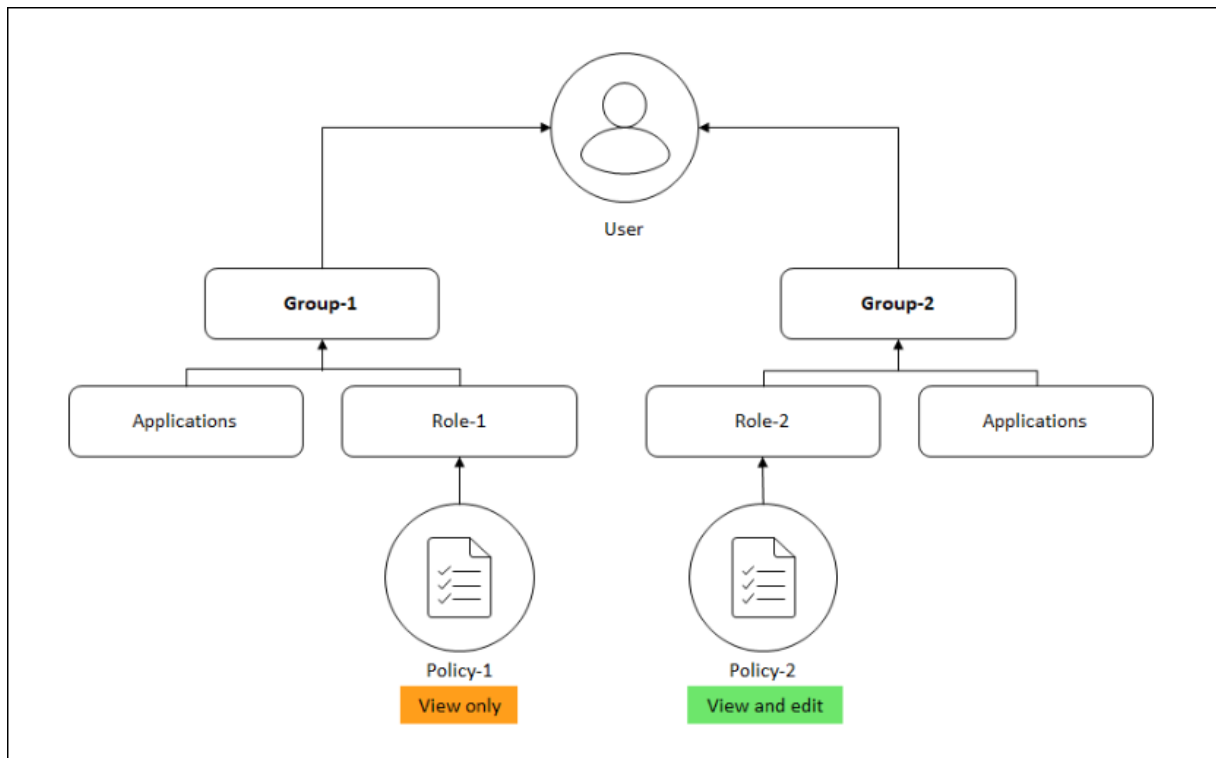 User
Group-1
Group-2
Applications
Role-1
Role-2
Applications
Policy-1
Policy-2
View only
View and edit